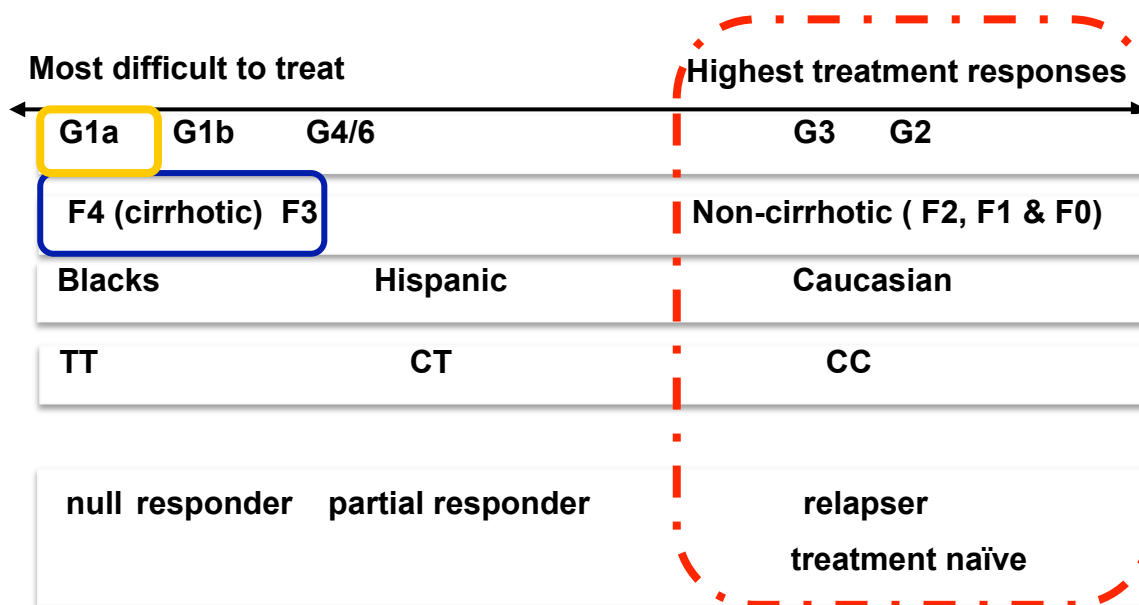 Most difficult to treat Highest treatment responses
G1a G1b G4/6 G3 G2
F4 (cirrhotic) F3 Non-cirrhotic ( F2, F1 & F0)
Blacks Hispanic Caucasian
TT CT CC
null responder partial responder relapser
treatment naïve